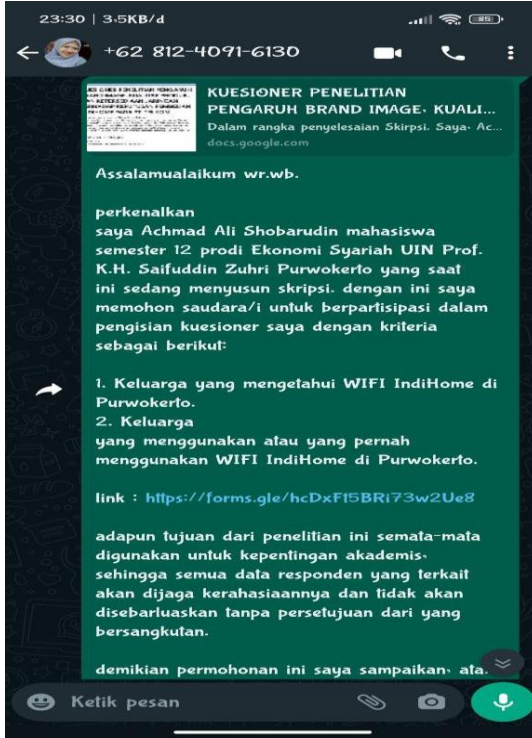 23:30 | 3.5KB/d
85
+62 812-4091-6130
KUESIONER PENELITIAN
PENGARUH BRAND IMAGE, KUALI...
Dalam rangka penyelesaian Skirpsi. Saya. Ac...
docs.google.com
Assalamualaikum wr.wb.
perkenalkan
saya Achmad Ali Shobarudin mahasiswa
semester 12 prodi Ekonomi Syariah UIN Prof.
K.H. Saifuddin Zuhri Purwokerto yang saat
ini sedang menyusun skripsi. dengan ini saya
memohon saudara/i untuk berpartisipasi dalam
pengisian kuesioner saya dengan kriteria
sebagai berikut:
1. Keluarga yang mengetahui WIFI IndiHome di
Purwokerto.
2. Keluarga
yang menggunakan atau yang pernah
menggunakan WIFI IndiHome di Purwokerto.
link : https://forms.gle/hcDxFt5BRi73w2Ue8
adapun tujuan dari penelitian ini semata-mata
digunakan untuk kepentingan akademis,
sehingga semua data responden yang terkait
akan dijaga kerahasiaannya dan tidak akan
disebarluaskan tanpa persetujuan dari yang
bersangkutan.
demikian permohonan ini saya sampaikan, ata
Ketik pesan